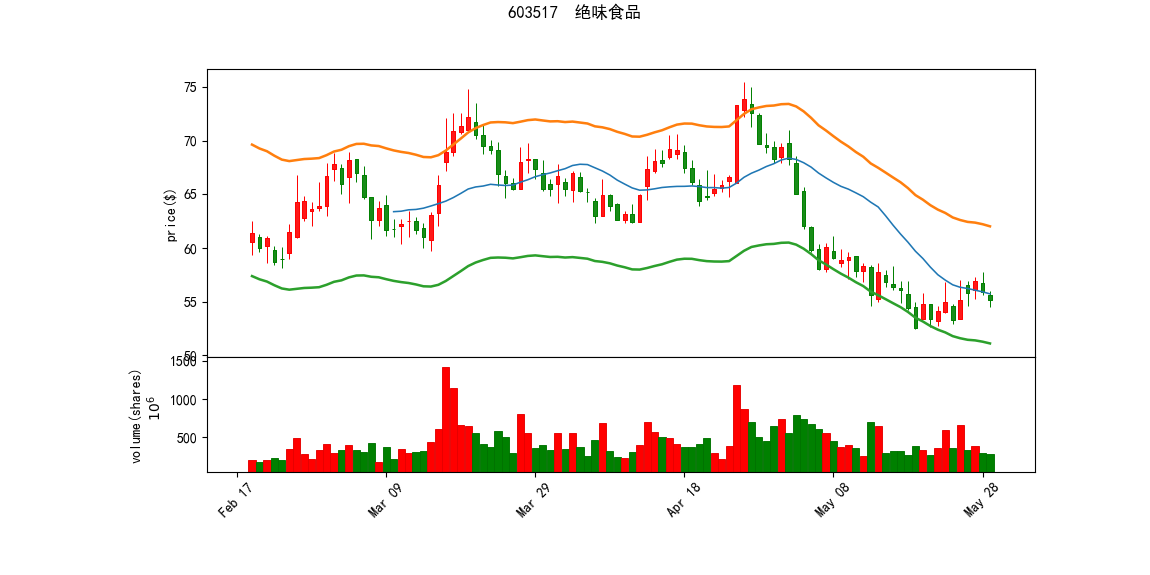 603517 绝味食品
75
70
65
60
55
50
price($)
1500
1000
500
volume(shares)
10^6
Feb 17
Mar 09
Mar 29
Apr 18
May 08
May 28